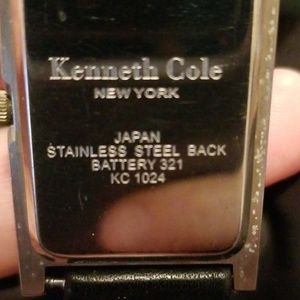 Kenneth Cole
NEW YORK
JAPAN
STAINLESS STEEL BACK
BATTERY 321
KC 1024